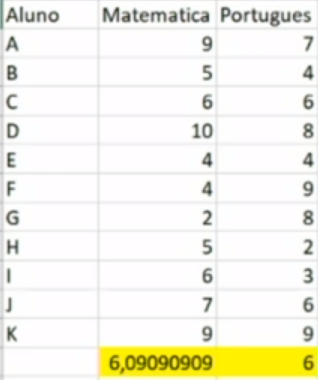 Aluno Matematica Portugues
A 9 7
B 5 4
C 6 6
D 10 8
E 4 4
F 4 9
G 2 8
H 5 2
I 6 3
J 7 6
K 9 9
6,09090909 6